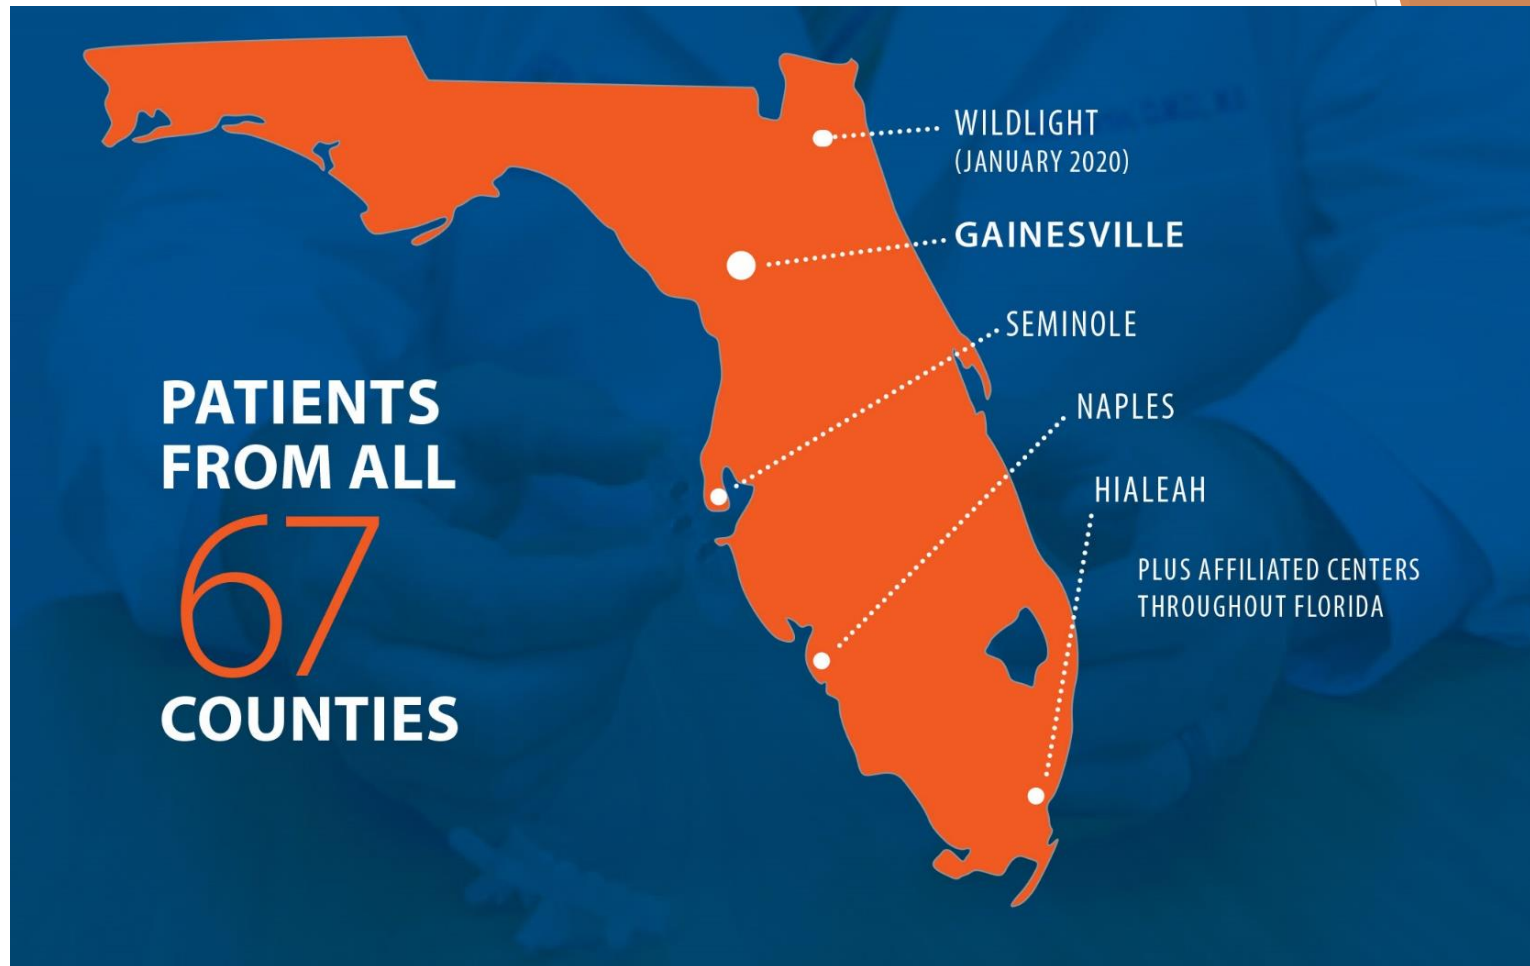 WILDLIGHT
(JANUARY 2020)
GAINESVILLE
SEMINOLE
NAPLES
HIALEAH
PLUS AFFILIATED CENTERS
THROUGHOUT FLORIDA
PATIENTS
FROM ALL
67
COUNTIES